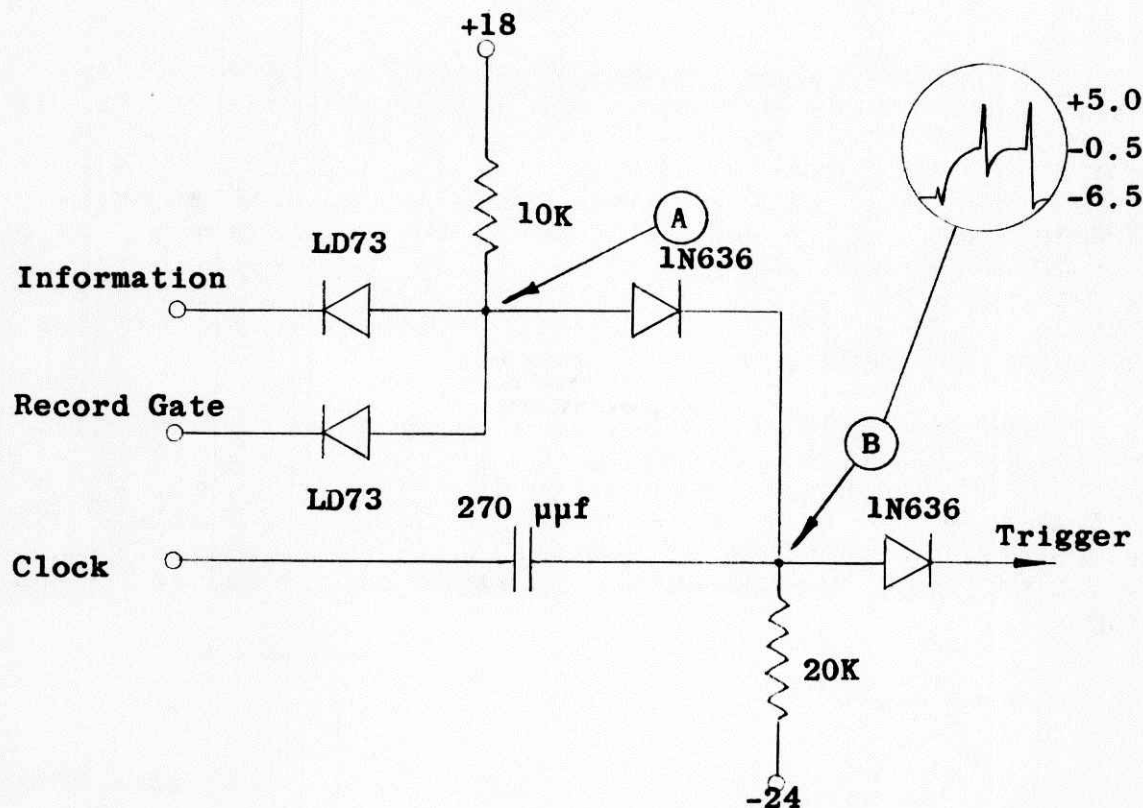 +18
+5.0
-0.5
-6.5
10K
A
LD73
1N636
Information
Record Gate
B
LD73
270 μμf
1N636
Trigger
Clock
20K
-24